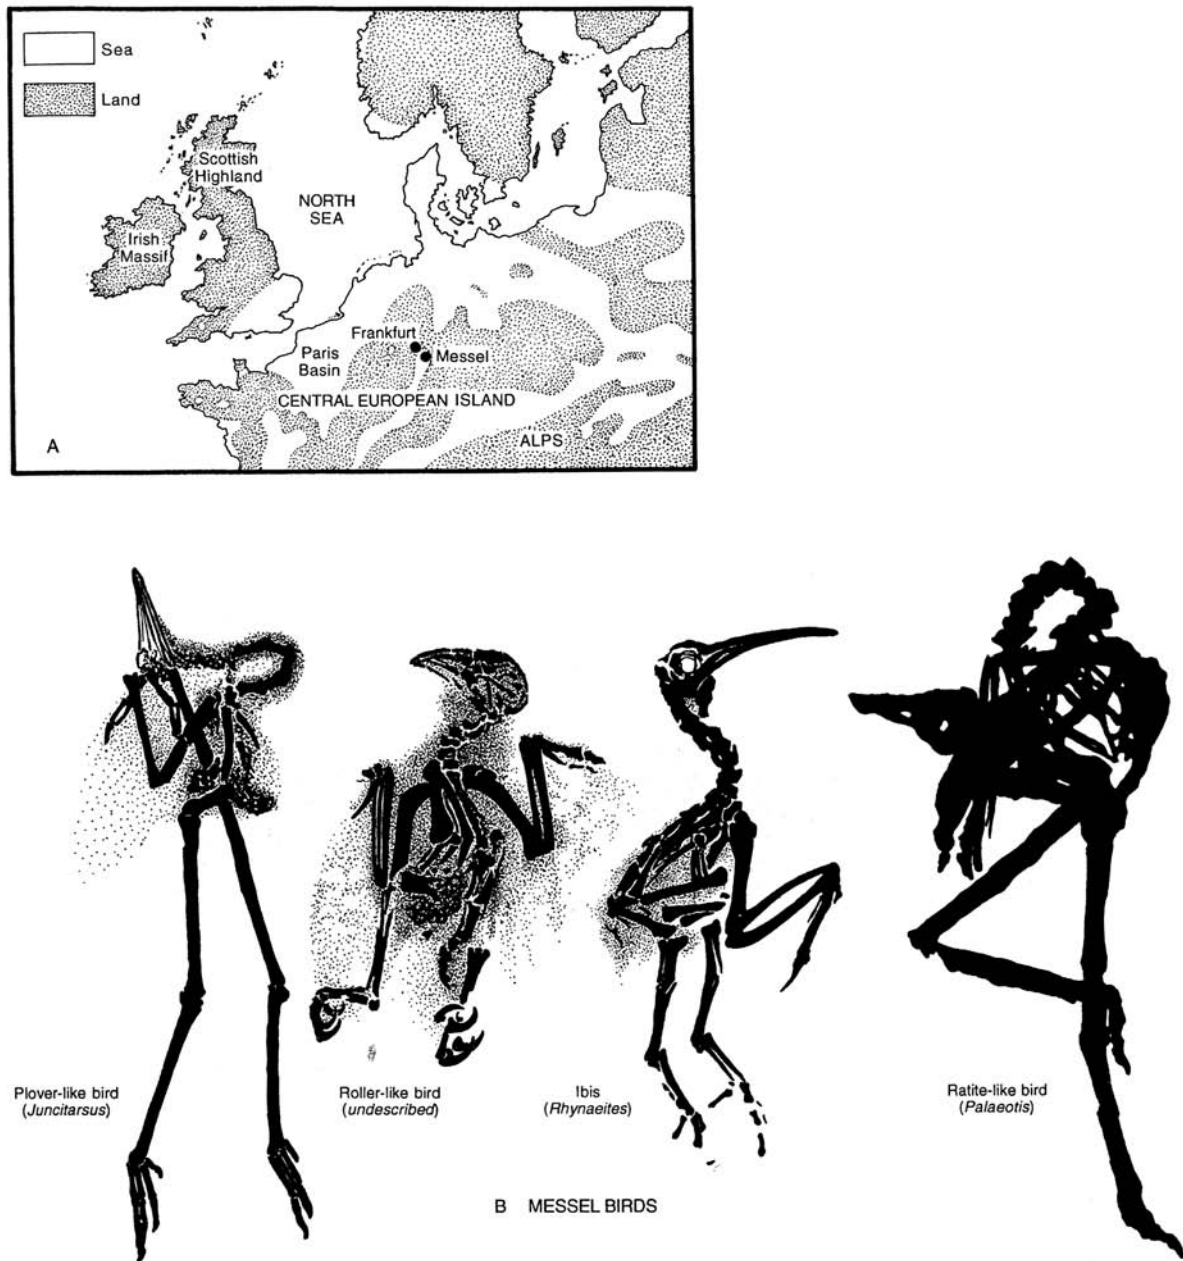 Sea
Land
Scottish
Highland
NORTH
SEA
Irish
Massif
Frankfurt
Messel
Paris
Basin
CENTRAL EUROPEAN ISLAND
ALPS
A
Plover-like bird
(Juncitarsus)
Roller-like bird
(undescribed)
Ibis
(Rhynaeites)
Ratite-like bird
(Palaeotis)
B MESSEL BIRDS